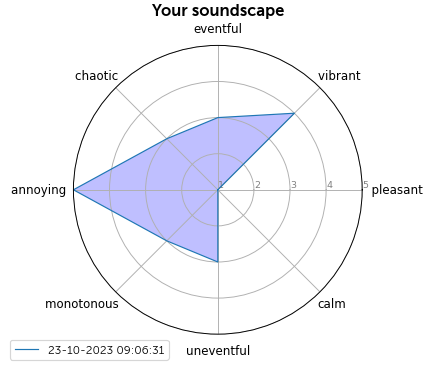 Your soundscape
eventful
chaotic
vibrant
annoying
1
2
3
4
5
pleasant
monotonous
calm
uneventful
23-10-2023 09:06:31